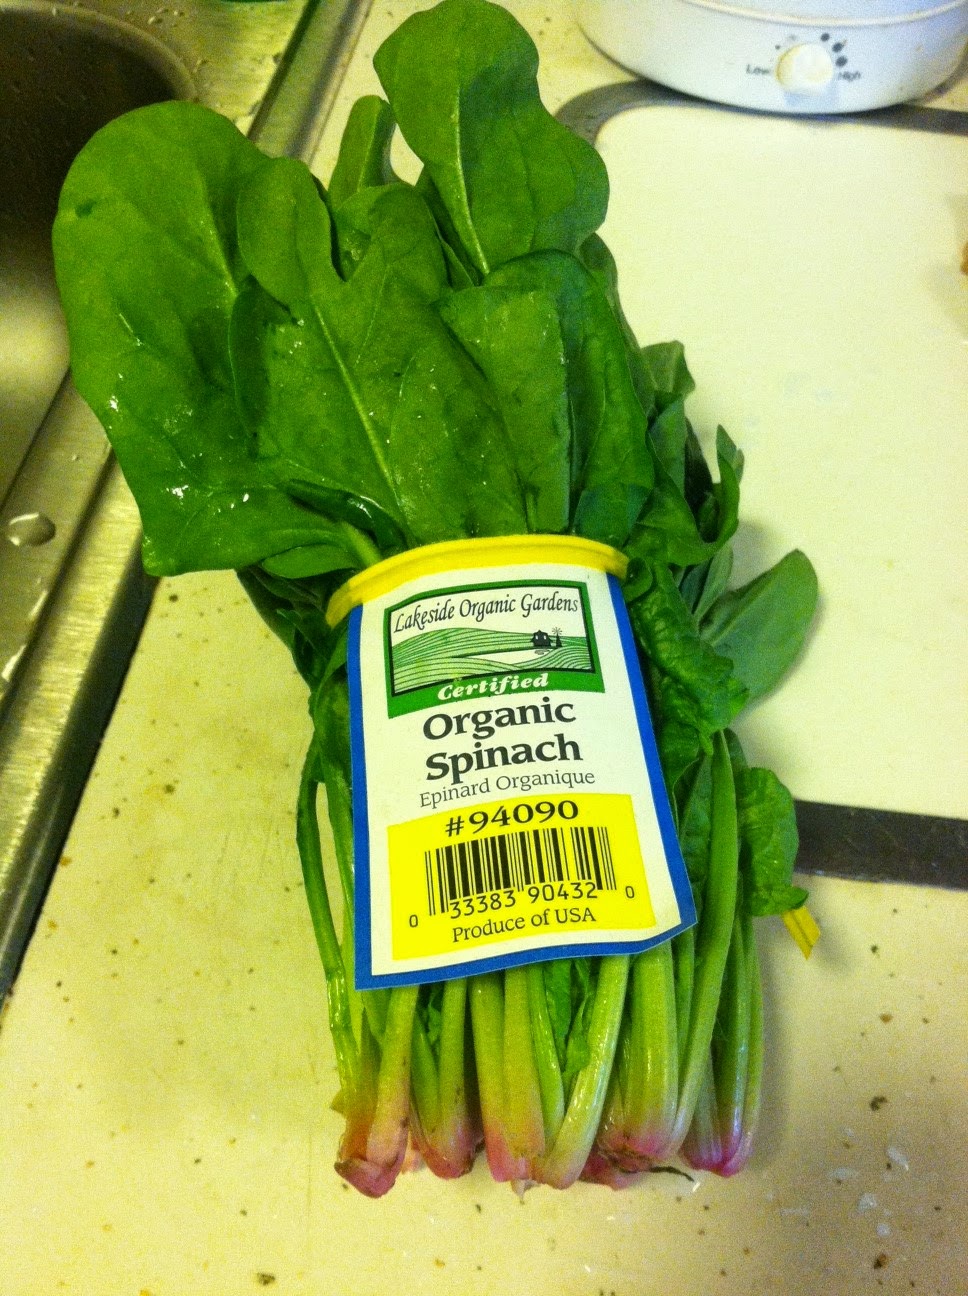 Low High
Lakeside Organic Gardens
Certified
Organic
Spinach
Epinard Organique
#94090
0 33383 90432 0
Produce of USA